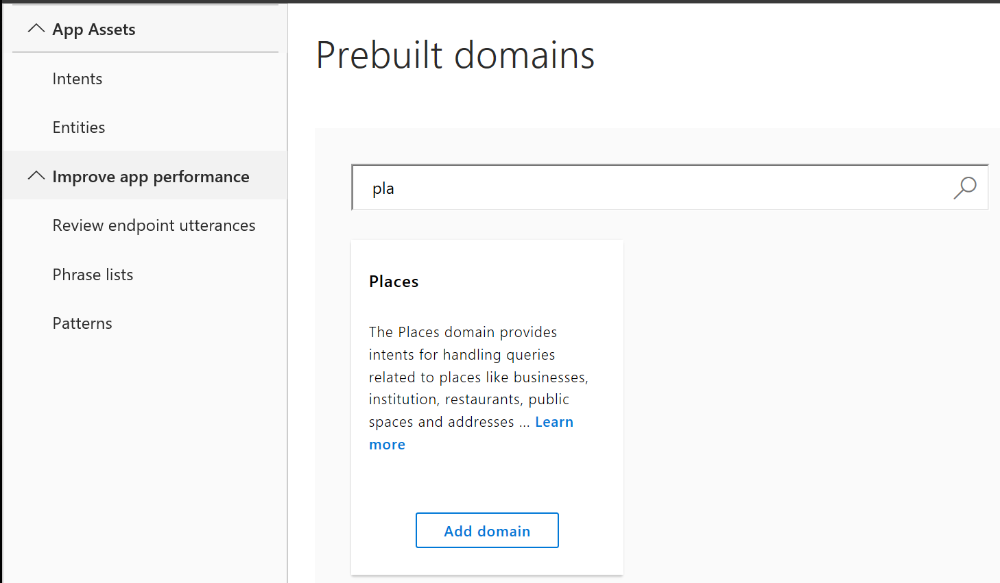 App Assets
Intents
Entities
Improve app performance
Review endpoint utterances
Phrase lists
Patterns
Prebuilt domains
pla
Places
The Places domain provides
intents for handling queries
related to places like businesses,
institution, restaurants, public
spaces and addresses ... Learn
more
Add domain